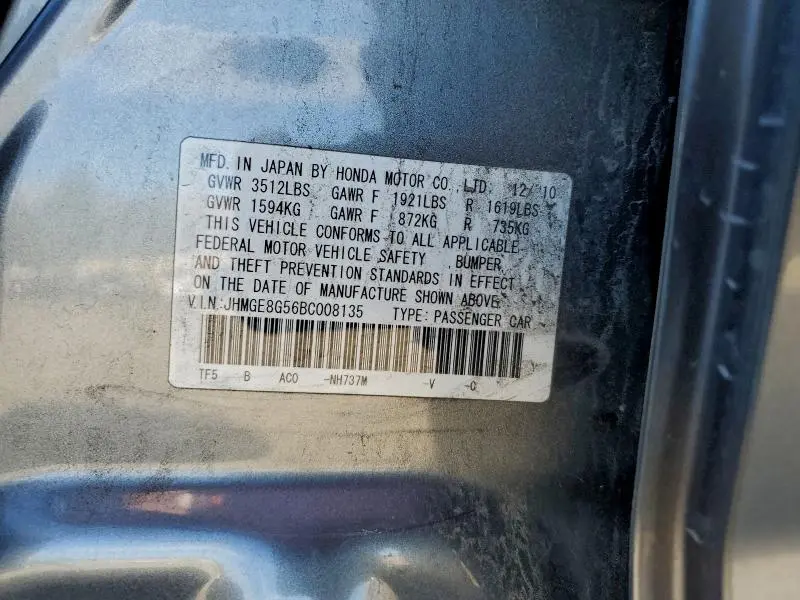 MFD. IN JAPAN BY HONDA MOTOR CO., LTD. 12/10
GVWR 3512LBS GAWR F 1921LBS R 1619LBS
GVWR 1594KG GAWR F 872KG R 735KG
THIS VEHICLE CONFORMS TO ALL APPLICABLE
FEDERAL MOTOR VEHICLE SAFETY, BUMPER,
AND THEFT PREVENTION STANDARDS IN EFFECT
ON THE DATE OF MANUFACTURE SHOWN ABOVE.
V.I.N:JHMGE8G56BC008135 TYPE: PASSENGER CAR
TF5 B ACO -NH737M -V -C